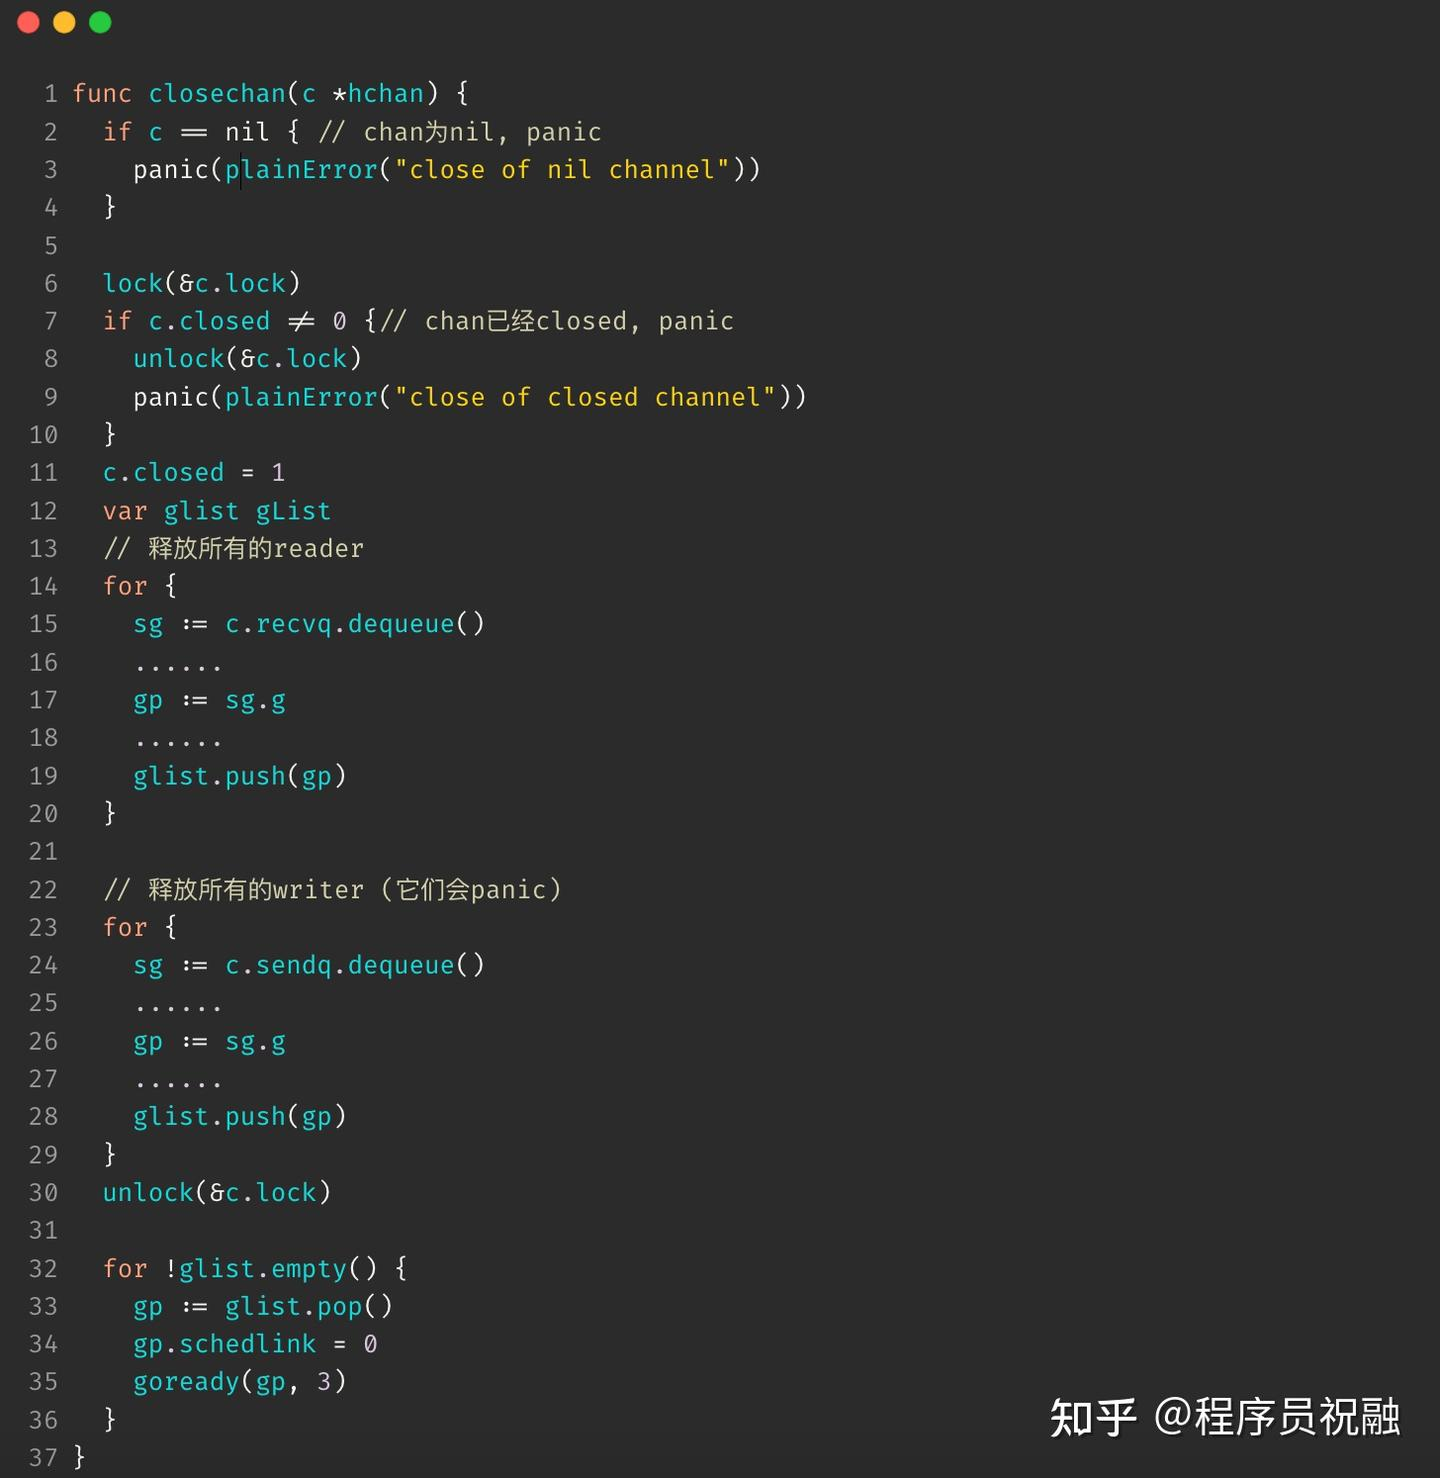 1 func closechan(c *hchan) {
2   if c == nil { // chan为nil, panic
3     panic(plainError("close of nil channel"))
4   }
5
6   lock(&c.lock)
7   if c.closed != 0 {// chan已经closed, panic
8     unlock(&c.lock)
9     panic(plainError("close of closed channel"))
10   }
11   c.closed = 1
12   var glist gList
13   // 释放所有的reader
14   for {
15     sg := c.recvq.dequeue()
16     ......
17     gp := sg.g
18     ......
19     glist.push(gp)
20   }
21
22   // 释放所有的writer (它们会panic)
23   for {
24     sg := c.sendq.dequeue()
25     ......
26     gp := sg.g
27     ......
28     glist.push(gp)
29   }
30   unlock(&c.lock)
31
32   for !glist.empty() {
33     gp := glist.pop()
34     gp.schedlink = 0
35     goready(gp, 3)
36   }
37 }
知乎 @程序员祝融